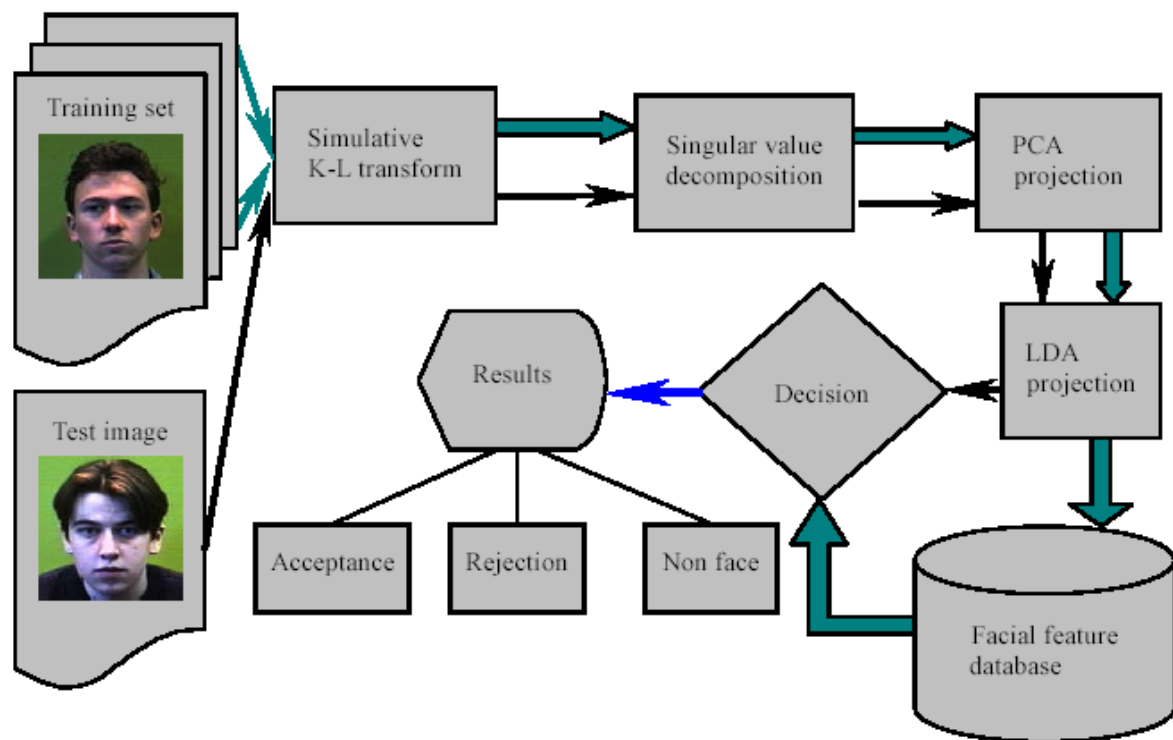 Training set
Simulative
K-L transform
Singular value
decomposition
PCA
projection
LDA
projection
Decision
Results
Test image
Acceptance
Rejection
Non face
Facial feature
database